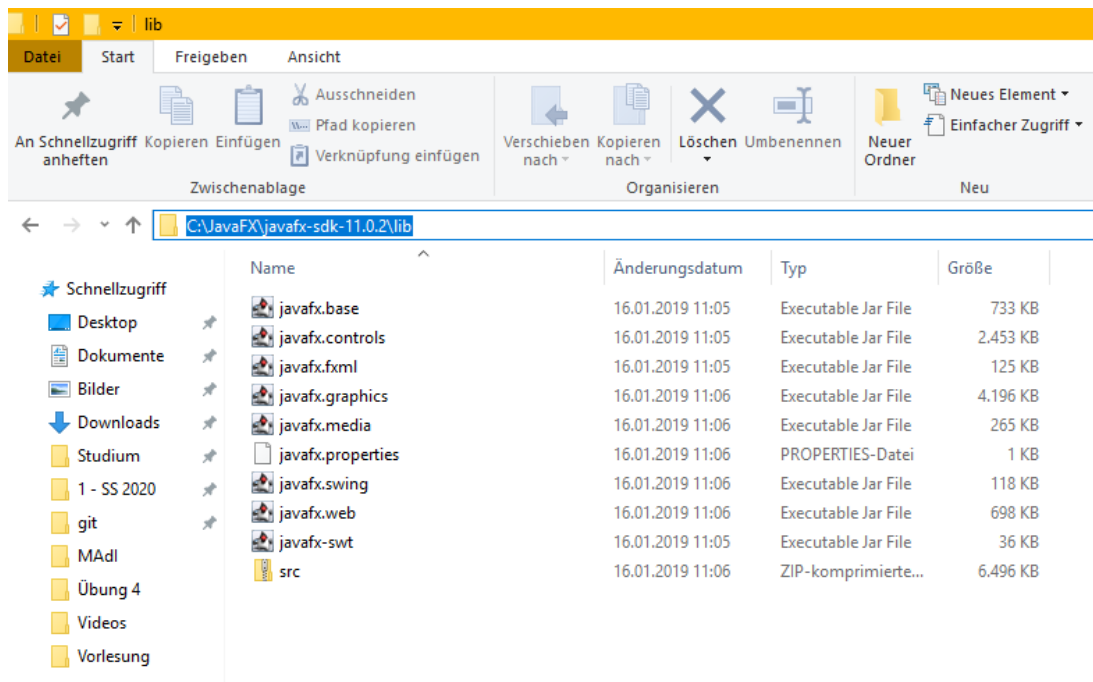 lib
Datei Start Freigeben Ansicht
An Schnellzugriff anheften
Kopieren
Einfügen
Ausschneiden
Pfad kopieren
Verknüpfung einfügen
Zwischenablage
Verschieben nach
Kopieren nach
Löschen
Umbenennen
Organisieren
Neuer Ordner
Neues Element
Einfacher Zugriff
Neu
C:\JavaFX\javafx-sdk-11.0.2\lib
Schnellzugriff
Desktop
Dokumente
Bilder
Downloads
Studium
1 - SS 2020
git
MAdI
Übung 4
Videos
Vorlesung
Name Änderungsdatum Typ Größe
javafx.base 16.01.2019 11:05 Executable Jar File 733 KB
javafx.controls 16.01.2019 11:05 Executable Jar File 2.453 KB
javafx.fxml 16.01.2019 11:05 Executable Jar File 125 KB
javafx.graphics 16.01.2019 11:06 Executable Jar File 4.196 KB
javafx.media 16.01.2019 11:06 Executable Jar File 265 KB
javafx.properties 16.01.2019 11:06 PROPERTIES-Datei 1 KB
javafx.swing 16.01.2019 11:06 Executable Jar File 118 KB
javafx.web 16.01.2019 11:06 Executable Jar File 698 KB
javafx-swt 16.01.2019 11:05 Executable Jar File 36 KB
src 16.01.2019 11:06 ZIP-komprimierte... 6.496 KB